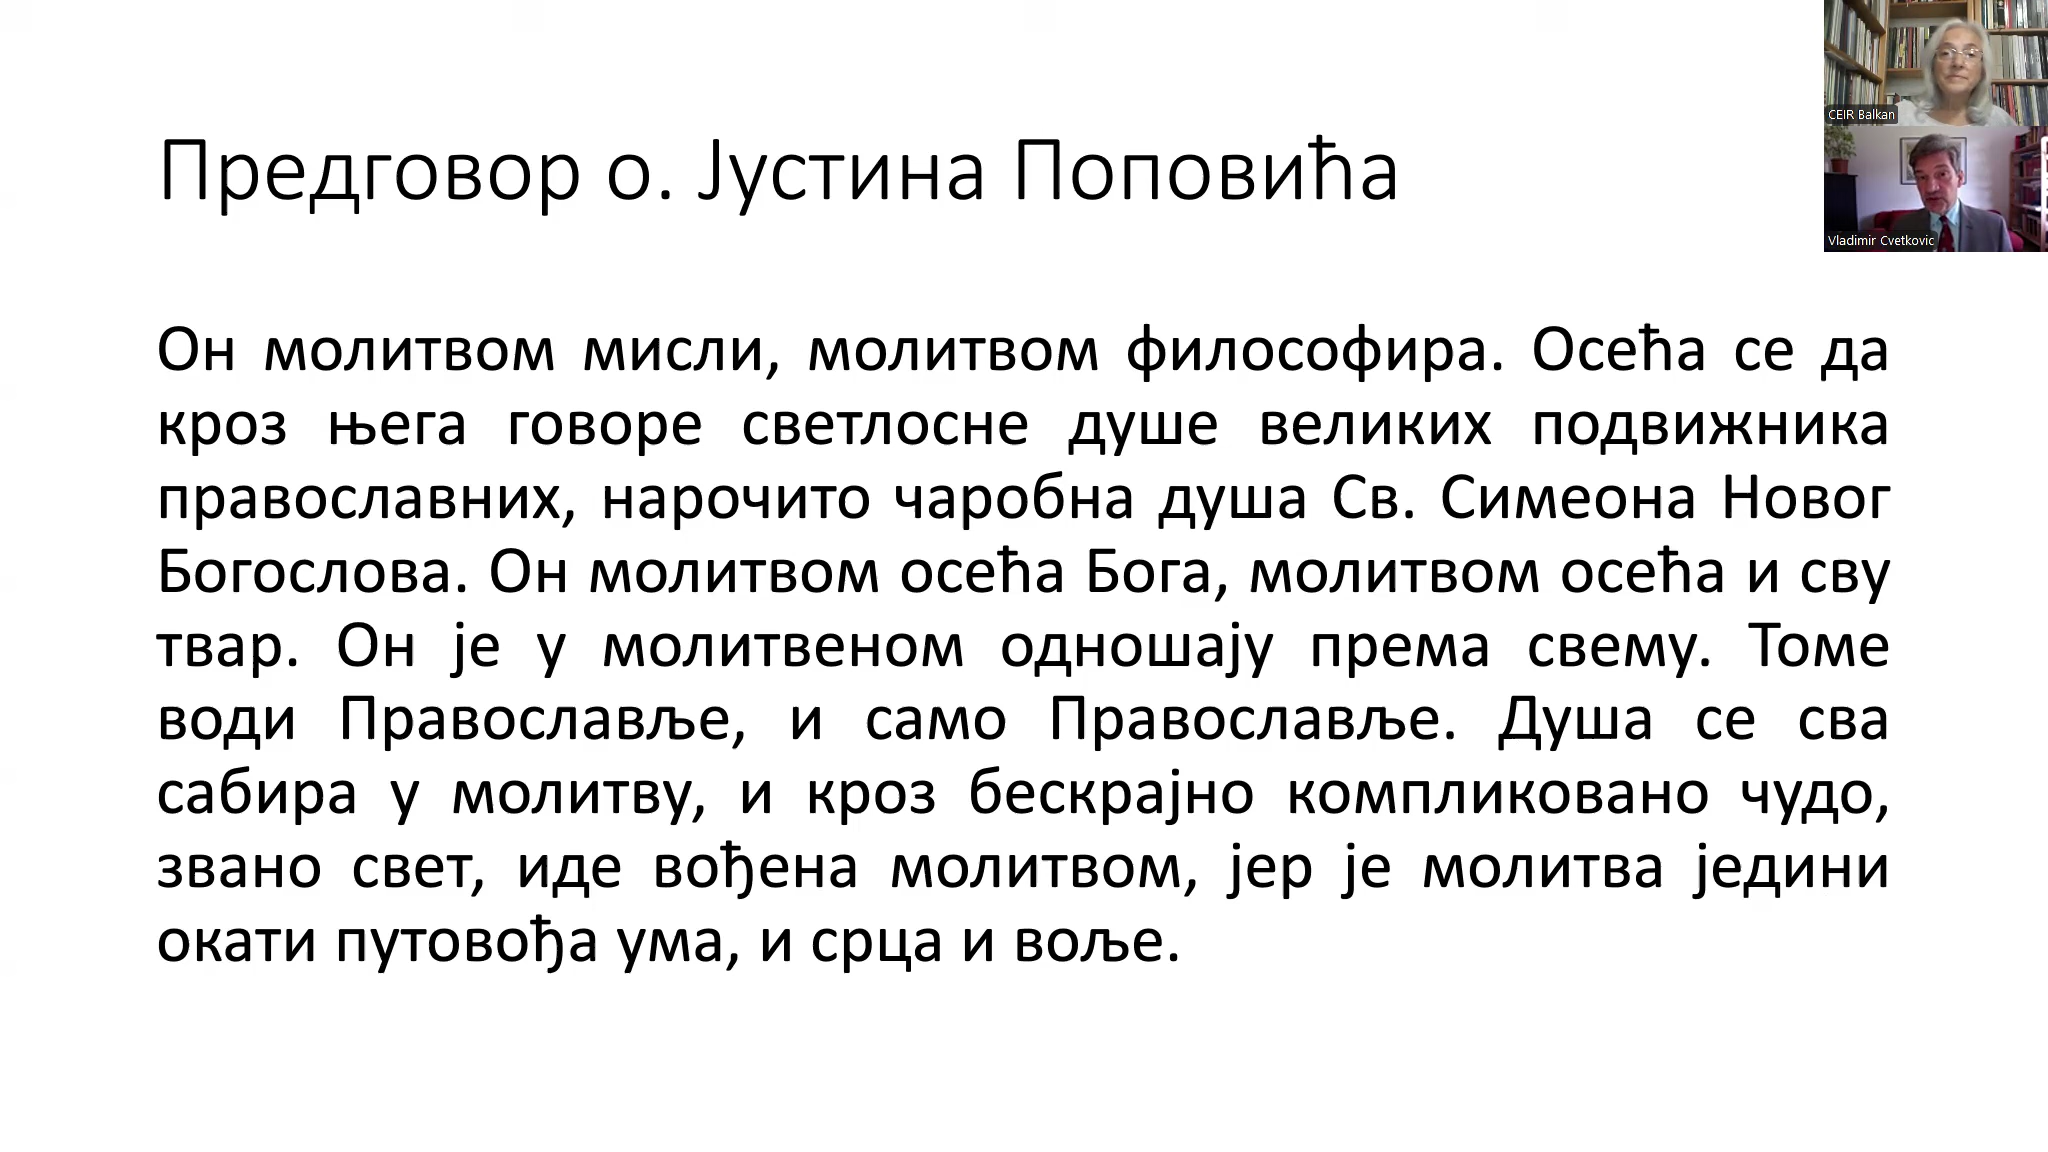 Предговор о. Јустина Поповића
Он молитвом мисли, молитвом философира. Осећа се да
кроз њега говоре светлосне душе великих подвижника
православних, нарочито чаробна душа Св. Симеона Новог
Богослова. Он молитвом осећа Бога, молитвом осећа и сву
твар. Он је у молитвеном одношају према свему. Томе
води Православље, и само Православље. Душа се сва
сабира у молитву, и кроз бескрајно компликовано чудо,
звано свет, иде вођена молитвом, јер је молитва једини
окати путовођа ума, и срца и воље.
CEIR Balkan
Vladimir Cvetkovic